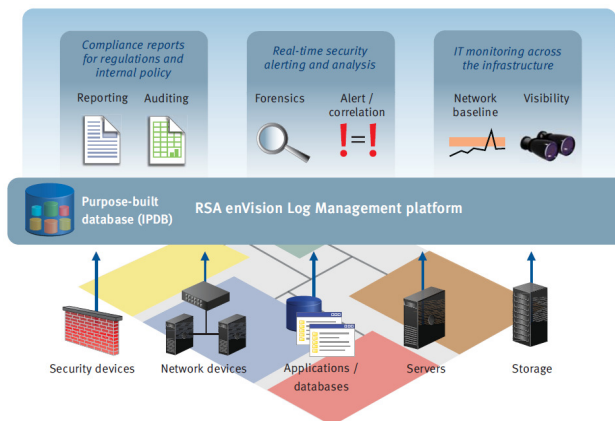 Compliance reports
for regulations and
internal policy
Reporting
Auditing
Real-time security
alerting and analysis
Forensics
Alert /
correlation
!=!
IT monitoring across
the infrastructure
Network
baseline
Visibility
Purpose-built
database (IPDB)
RSA enVision Log Management platform
Security devices
Network devices
Applications /
databases
Servers
Storage